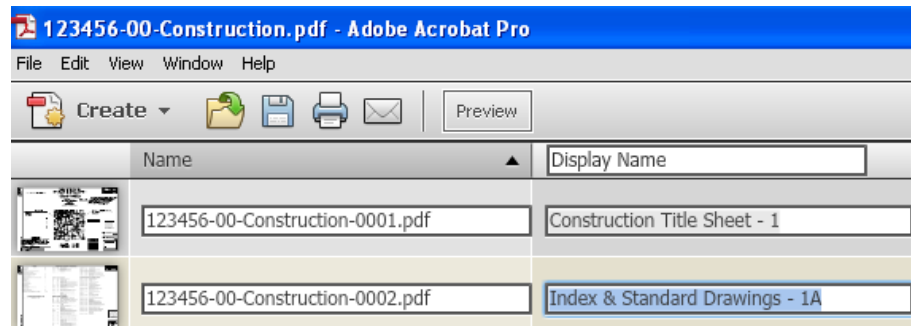 123456-00-Construction.pdf - Adobe Acrobat Pro
File Edit View Window Help
Create Preview
Name Display Name
123456-00-Construction-0001.pdf Construction Title Sheet - 1
123456-00-Construction-0002.pdf Index & Standard Drawings - 1A